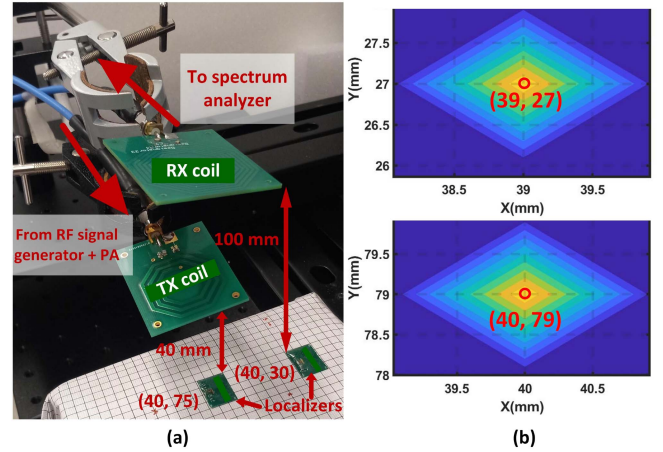 To spectrum
analyzer
RX coil
From RF signal
generator + PA
100 mm
TX coil
40 mm
(40, 30)
(40, 75)
Localizers
(a)
27.5
27
26.5
26
Y(mm)
(39, 27)
38.5
39
39.5
X(mm)
79.5
79
78.5
78
Y(mm)
(40, 79)
39.5
40
40.5
X(mm)
(b)